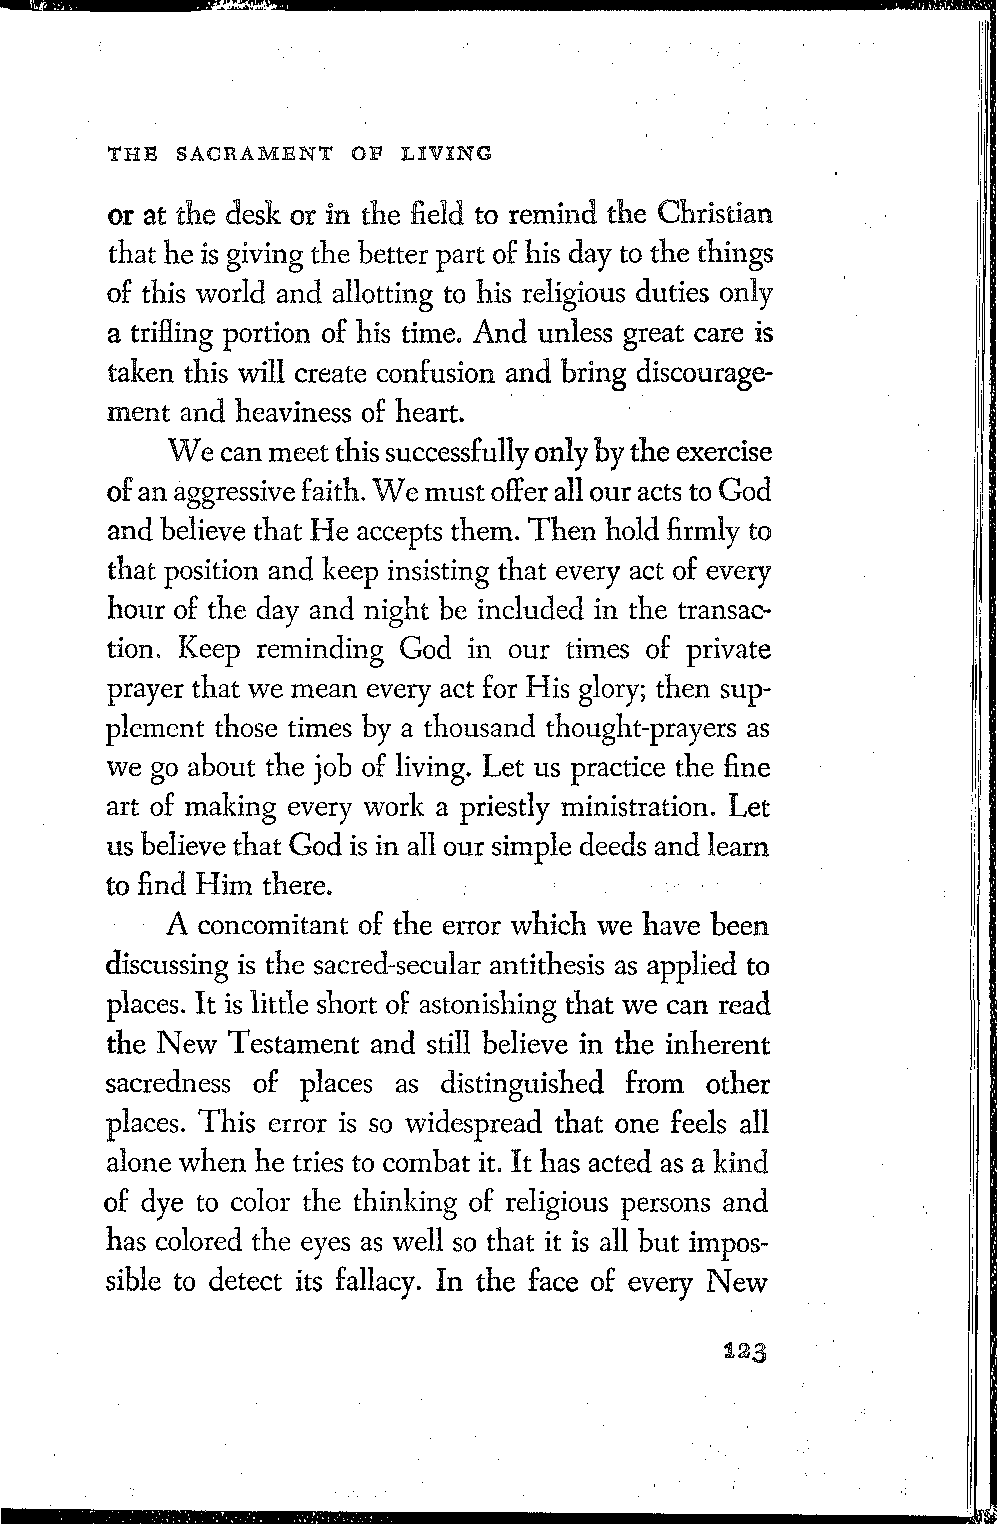 THE SACRAMENT OF LIVING
or at the desk or in the field to remind the Christian
that he is giving the better part of his day to the things
of this world and allotting to his religious duties only
a trifling portion of his time. And unless great care is
taken this will create confusion and bring discourage-
ment and heaviness of heart.
We can meet this successfully only by the exercise
of an aggressive faith. We must offer all our acts to God
and believe that He accepts them. Then hold firmly to
that position and keep insisting that every act of every
hour of the day and night be included in the transac-
tion. Keep reminding God in our times of private
prayer that we mean every act for His glory; then sup-
plement those times by a thousand thought-prayers as
we go about the job of living. Let us practice the fine
art of making every work a priestly ministration. Let
us believe that God is in all our simple deeds and learn
to find Him there.
A concomitant of the error which we have been
discussing is the sacred-secular antithesis as applied to
places. It is little short of astonishing that we can read
the New Testament and still believe in the inherent
sacredness of places as distinguished from other
places. This error is so widespread that one feels all
alone when he tries to combat it. It has acted as a kind
of dye to color the thinking of religious persons and
has colored the eyes as well so that it is all but impos-
sible to detect its fallacy. In the face of every New
123